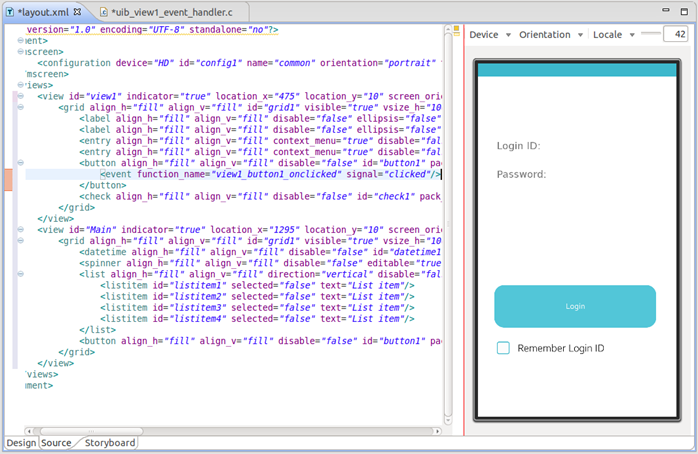 *layout.xml
*uib_view1_event_handler.c
version="1.0" encoding="UTF-8" standalone="no"?>
ment>
nscreen>
<configuration device="HD" id="config1" name="common" orientation="portrait"
mscreen>
views>
<view id="view1" indicator="true" location_x="475" location_y="10" screen_orie
<grid align_h="fill" align_v="fill" id="grid1" visible="true" vsize_h="10
<label align_h="fill" align_v="fill" disable="false" ellipsis="false"
<label align_h="fill" align_v="fill" disable="false" ellipsis="false"
<entry align_h="fill" align_v="fill" context_menu="true" disable="fal
<entry align_h="fill" align_v="fill" context_menu="true" disable="fal
<button align_h="fill" align_v="fill" disable="false" id="button1" pac
<event function_name="view1_button1_onclicked" signal="clicked"/>
</button>
<check align_h="fill" align_v="fill" disable="false" id="check1" pack_
</grid>
</view>
<view id="Main" indicator="true" location_x="1295" location_y="10" screen_orie
<grid align_h="fill" align_v="fill" id="grid1" visible="true" vsize_h="10
<datetime align_h="fill" align_v="fill" disable="false" id="datetime1
<spinner align_h="fill" align_v="fill" disable="false" editable="true
<list align_h="fill" align_v="fill" direction="vertical" disable="fal
<listitem id="listitem1" selected="false" text="List item"/>
<listitem id="listitem2" selected="false" text="List item"/>
<listitem id="listitem3" selected="false" text="List item"/>
<listitem id="listitem4" selected="false" text="List item"/>
</list>
<button align_h="fill" align_v="fill" disable="false" id="button1" pac
</grid>
</view>
views>
ment>
Design Source Storyboard
Device Orientation Locale 42
Login ID:
Password:
Login
Remember Login ID